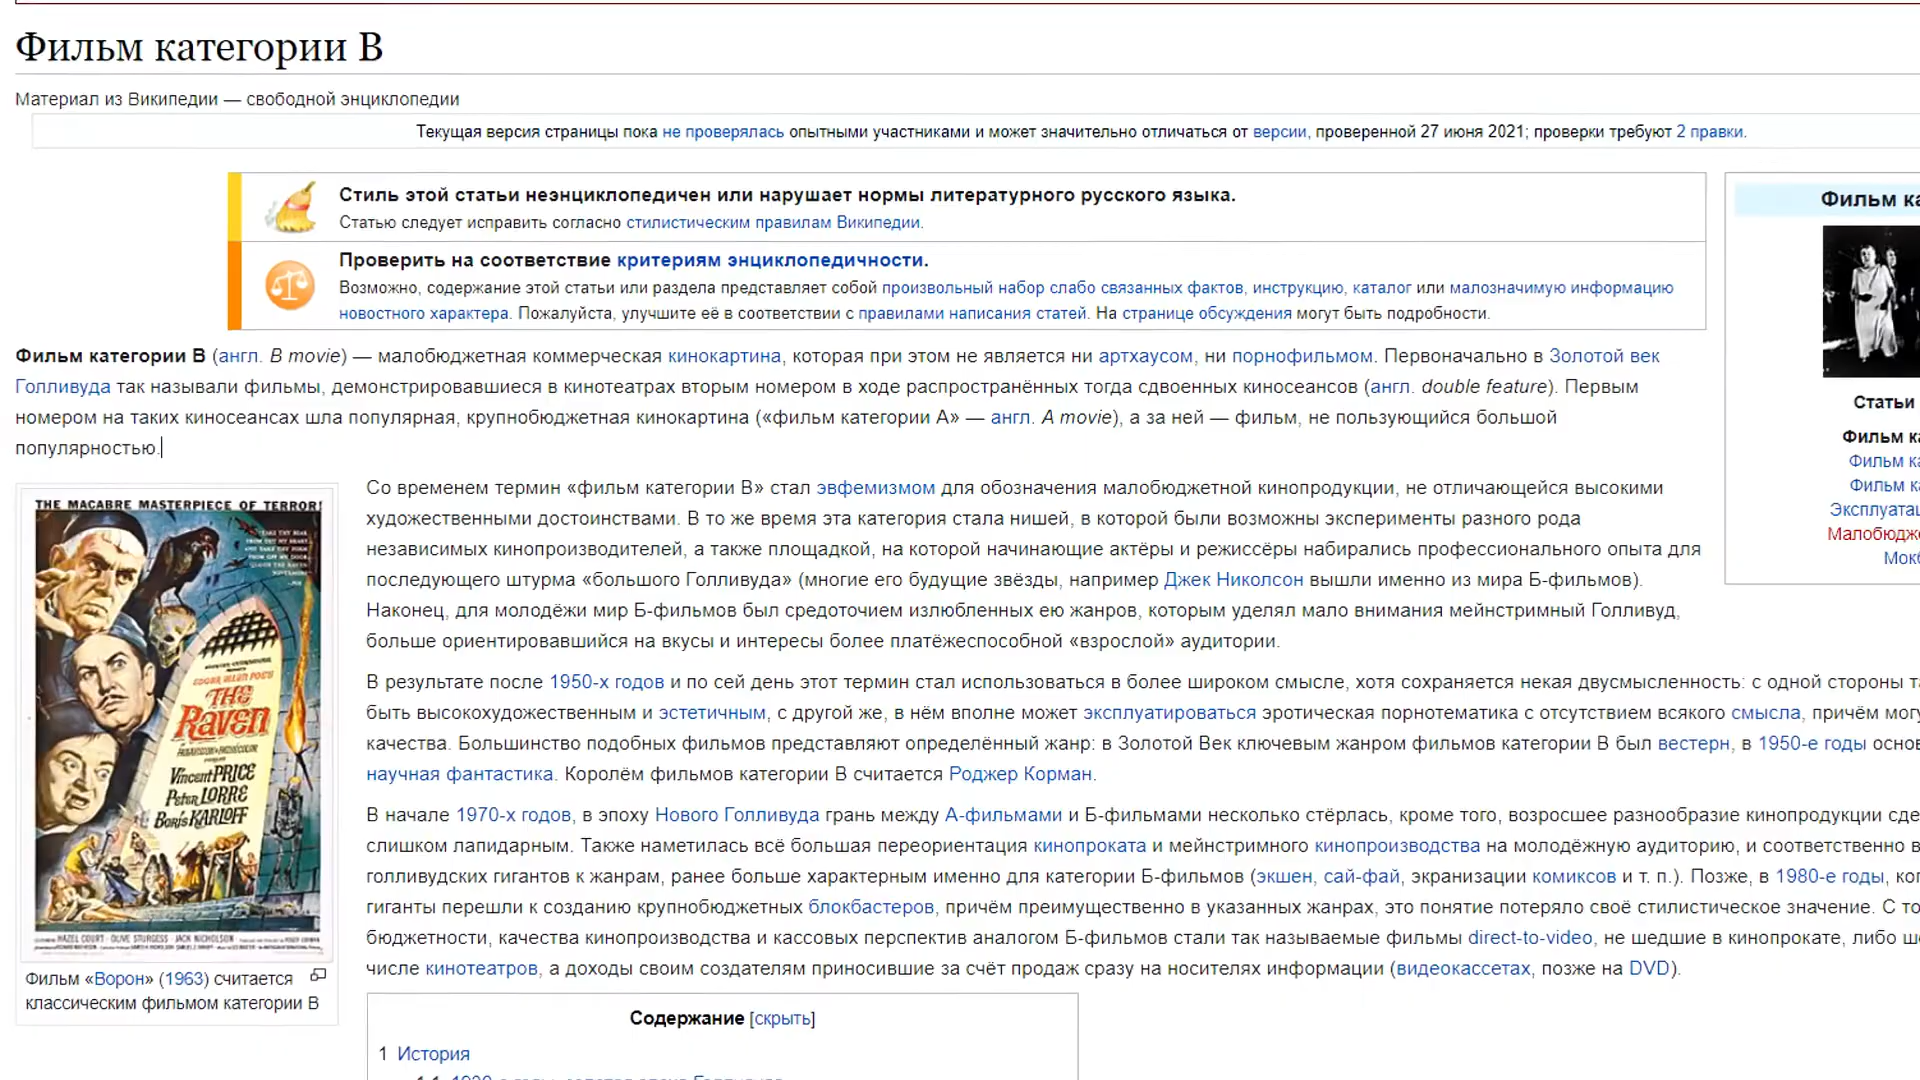 Фильм категории B
Материал из Википедии — свободной энциклопедии
Текущая версия страницы пока не проверялась опытными участниками и может значительно отличаться от версии, проверенной 27 июня 2021; проверки требуют 2 правки.
Стиль этой статьи неэнциклопедичен или нарушает нормы литературного русского языка.
Статью следует исправить согласно стилистическим правилам Википедии.
Проверить на соответствие критериям энциклопедичности.
Возможно, содержание этой статьи или раздела представляет собой произвольный набор слабо связанных фактов, инструкцию, каталог или малозначимую информацию
новостного характера. Пожалуйста, улучшите её в соответствии с правилами написания статей. На странице обсуждения могут быть подробности.
Фильм категории B (англ. B movie) — малобюджетная коммерческая кинокартина, которая при этом не является ни артхаусом, ни порнофильмом. Первоначально в Золотой век
Голливуда так называли фильмы, демонстрировавшиеся в кинотеатрах вторым номером в ходе распространённых тогда сдвоенных киносеансов (англ. double feature). Первым
номером на таких киносеансах шла популярная, крупнобюджетная кинокартина («фильм категории А» — англ. A movie), а за ней — фильм, не пользующийся большой
популярностью.
Фильм
Статьи
Фильм
Фильм
Фильм
THE MACABRE MASTERPIECE OF TERROR!
EDGAR ALLAN POE'S
THE
Raven
Vincent PRICE
Peter LORRE
Boris KARLOFF
HAZEL COURT · OLIVE STURGESS · JACK NICHOLSON
Фильм «Ворон» (1963) считается
классическим фильмом категории B
Со временем термин «фильм категории B» стал эвфемизмом для обозначения малобюджетной кинопродукции, не отличающейся высокими
художественными достоинствами. В то же время эта категория стала нишей, в которой были возможны эксперименты разного рода
независимых кинопроизводителей, а также площадкой, на которой начинающие актёры и режиссёры набирались профессионального опыта для
последующего штурма «большого Голливуда» (многие его будущие звёзды, например Джек Николсон вышли именно из мира Б-фильмов).
Наконец, для молодёжи мир Б-фильмов был средоточием излюбленных ею жанров, которым уделял мало внимания мейнстримный Голливуд,
больше ориентировавшийся на вкусы и интересы более платёжеспособной «взрослой» аудитории.
В результате после 1950-х годов и по сей день этот термин стал использоваться в более широком смысле, хотя сохраняется некая двусмысленность: с одной стороны
быть высокохудожественным и эстетичным, с другой же, в нём вполне может эксплуатироваться эротическая порнотематика с отсутствием всякого смысла, причём
качества. Большинство подобных фильмов представляют определённый жанр: в Золотой Век ключевым жанром фильмов категории B был вестерн, в 1950-е годы
научная фантастика. Королём фильмов категории B считается Роджер Корман.
В начале 1970-х годов, в эпоху Нового Голливуда грань между А-фильмами и Б-фильмами несколько стёрлась, кроме того, возросшее разнообразие кинопродукции
слишком лапидарным. Также наметилась всё большая переориентация кинопроката и мейнстримного кинопроизводства на молодёжную аудиторию, и соответственно
голливудских гигантов к жанрам, ранее больше характерным именно для категории Б-фильмов (экшен, сай-фай, экранизации комиксов и т. п.). Позже, в 1980-е годы,
гиганты перешли к созданию крупнобюджетных блокбастеров, причём преимущественно в указанных жанрах, это понятие потеряло своё стилистическое значение. С
бюджетности, качества кинопроизводства и кассовых перспектив аналогом Б-фильмов стали так называемые фильмы direct-to-video, не шедшие в кинопрокате, либо
числе кинотеатров, а доходы своим создателям приносившие за счёт продаж сразу на носителях информации (видеокассетах, позже на DVD).
Содержание [скрыть]
1 История